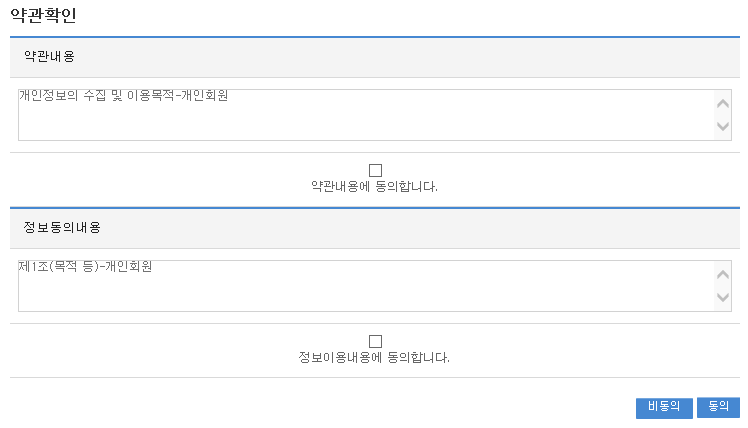 약관확인
약관내용
개인정보의 수집 및 이용목적-개인회원
약관내용에 동의합니다.
정보동의내용
제1조(목적 등)-개인회원
정보이용내용에 동의합니다.
비동의 동의